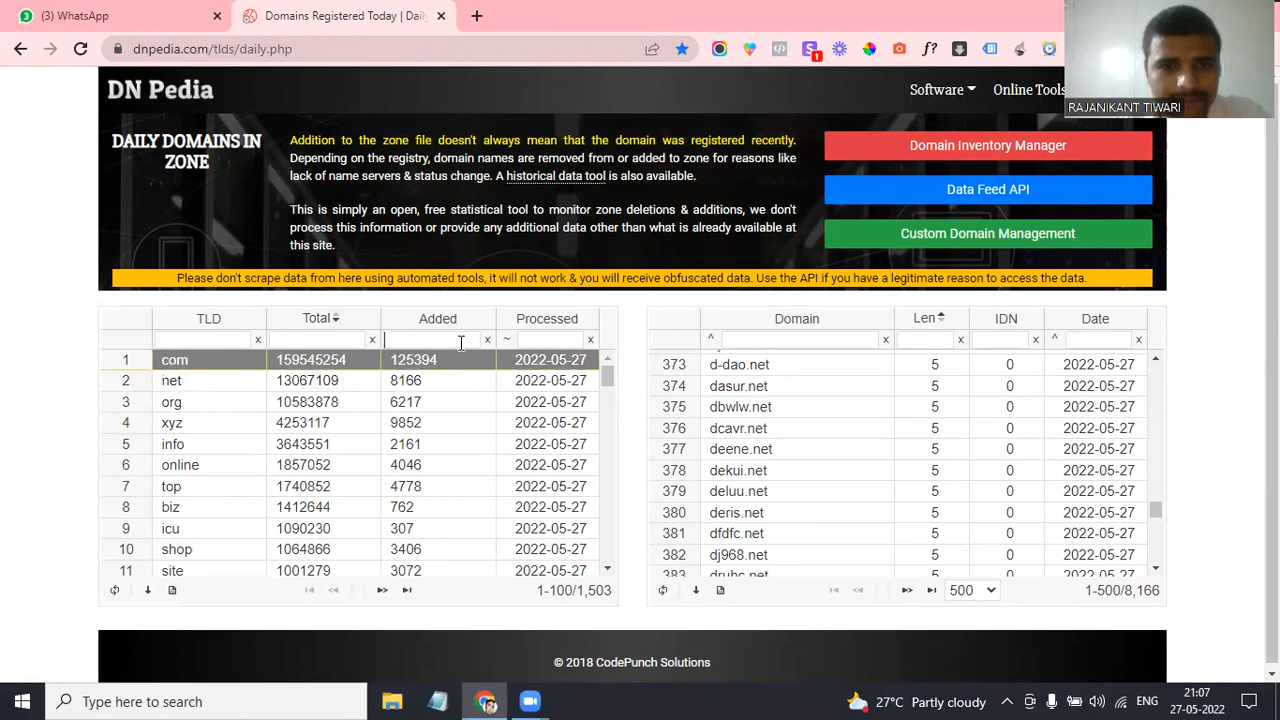 (3) WhatsApp
Domains Registered Today | Dail
dnpedia.com/tlds/daily.php
f?
1
RAJANIKANT TIWARI
DN Pedia
Software
Online Tools
DAILY DOMAINS IN
ZONE
Addition to the zone file doesn't always mean that the domain was registered recently.
Depending on the registry, domain names are removed from or added to zone for reasons like
lack of name servers & status change. A historical data tool is also available.
This is simply an open, free statistical tool to monitor zone deletions & additions, we don't
process this information or provide any additional data other than what is already available at
this site.
Domain Inventory Manager
Data Feed API
Custom Domain Management
Please don't scrape data from here using automated tools, it will not work & you will receive obfuscated data. Use the API if you have a legitimate reason to access the data.
TLD Total Added Processed
x x x ~ x
1 com 159545254 125394 2022-05-27
2 net 13067109 8166 2022-05-27
3 org 10583878 6217 2022-05-27
4 xyz 4253117 9852 2022-05-27
5 info 3643551 2161 2022-05-27
6 online 1857052 4046 2022-05-27
7 top 1740852 4778 2022-05-27
8 biz 1412644 762 2022-05-27
9 icu 1090230 307 2022-05-27
10 shop 1064866 3406 2022-05-27
11 site 1001279 3072 2022-05-27
1-100/1,503
Domain Len IDN Date
^ x x x ^ x
373 d-dao.net 5 0 2022-05-27
374 dasur.net 5 0 2022-05-27
375 dbwlw.net 5 0 2022-05-27
376 dcavr.net 5 0 2022-05-27
377 deene.net 5 0 2022-05-27
378 dekui.net 5 0 2022-05-27
379 deluu.net 5 0 2022-05-27
380 deris.net 5 0 2022-05-27
381 dfdfc.net 5 0 2022-05-27
382 dj968.net 5 0 2022-05-27
383 druhc.net 5 0 2022-05-27
500 1-500/8,166
© 2018 CodePunch Solutions
Type here to search
27°C Partly cloudy
ENG
21:07
27-05-2022